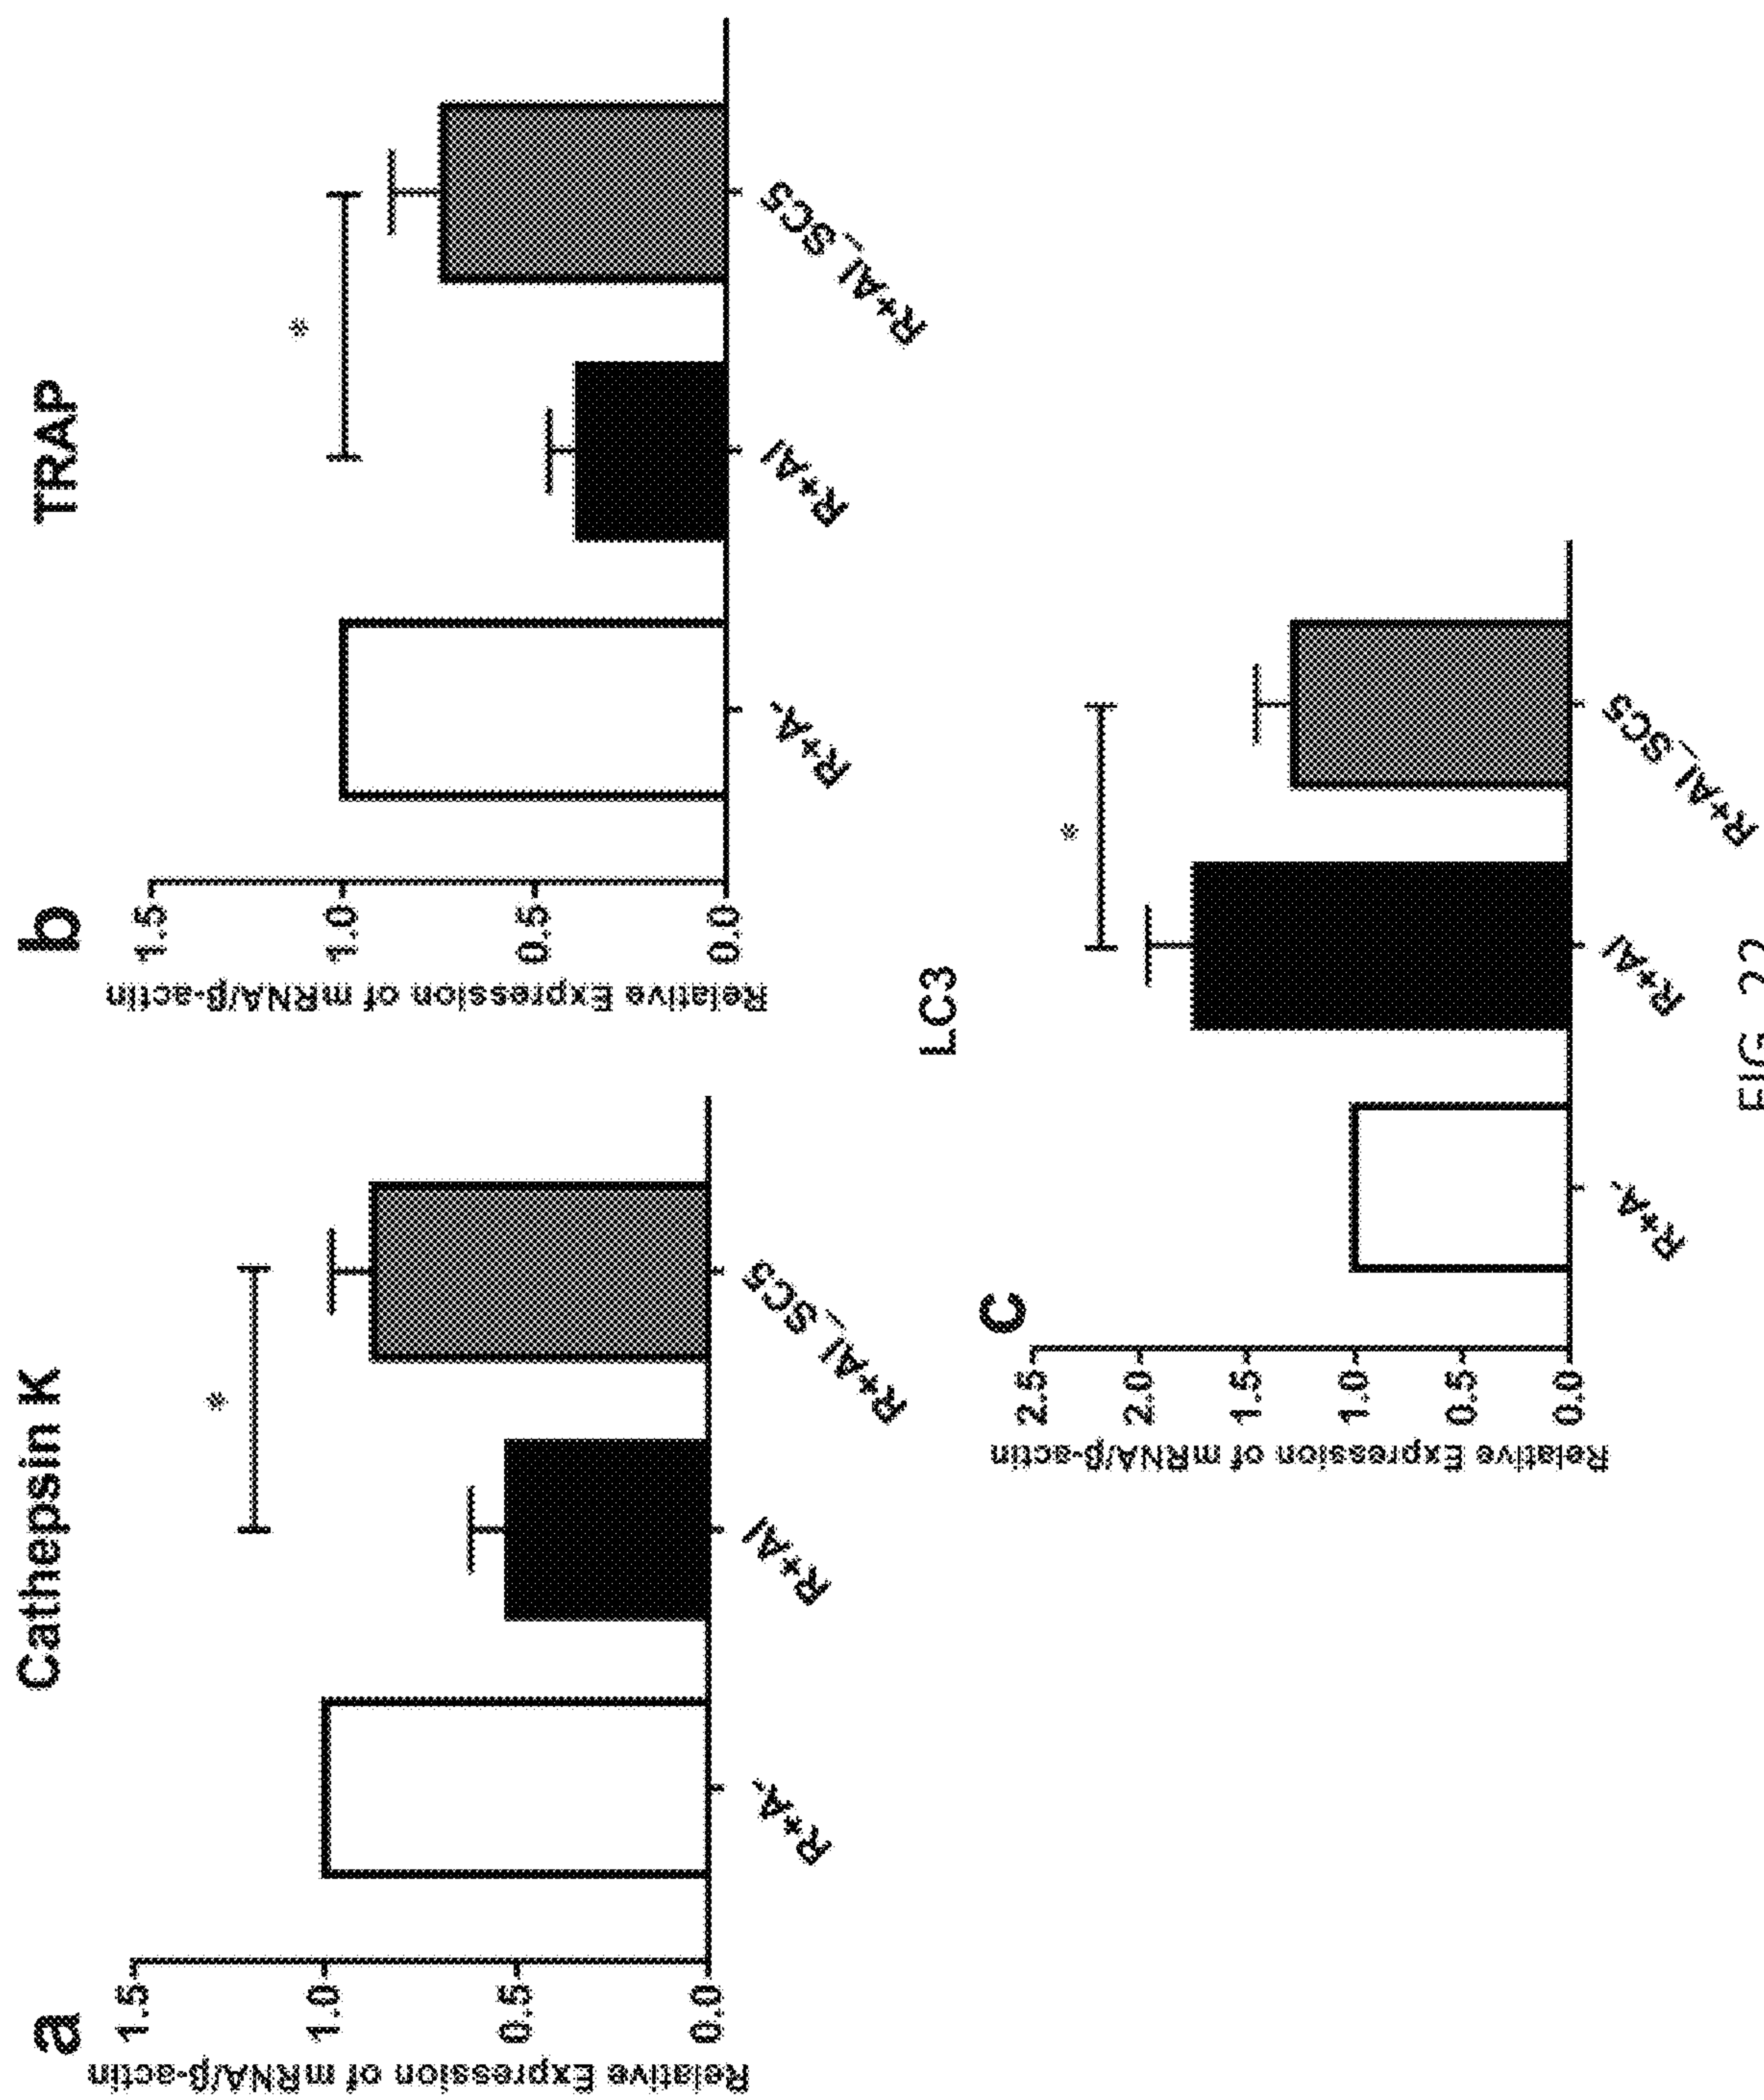 a
Cathepsin K
Relative Expression of mRNA/β-actin
1.5
1.0
0.5
0.0
*
R+A-
R+AI
R+AI_SC5
b
TRAP
Relative Expression of mRNA/β-actin
1.5
1.0
0.5
0.0
*
R+A-
R+AI
R+AI_SC5
c
LC3
Relative Expression of mRNA/β-actin
2.5
2.0
1.5
1.0
0.5
0.0
*
R+A-
R+AI
R+AI_SC5
FIG. 22